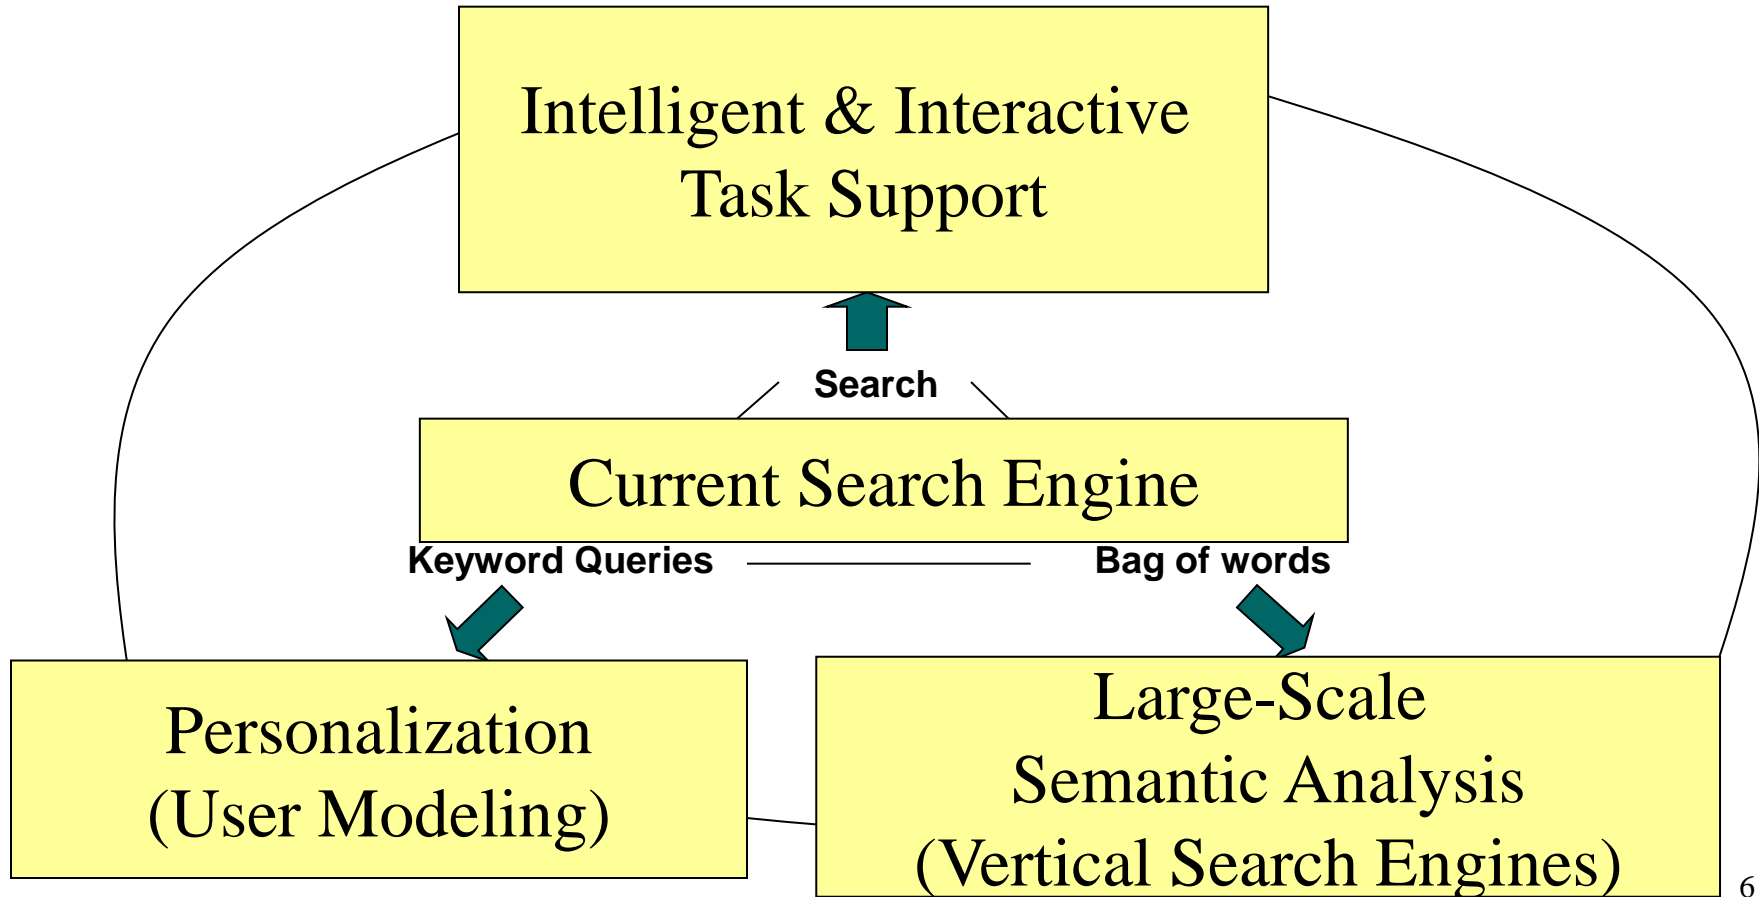 Intelligent & Interactive
Task Support
Search
Current Search Engine
Keyword Queries
Bag of words
Personalization
(User Modeling)
Large-Scale
Semantic Analysis
(Vertical Search Engines)
6